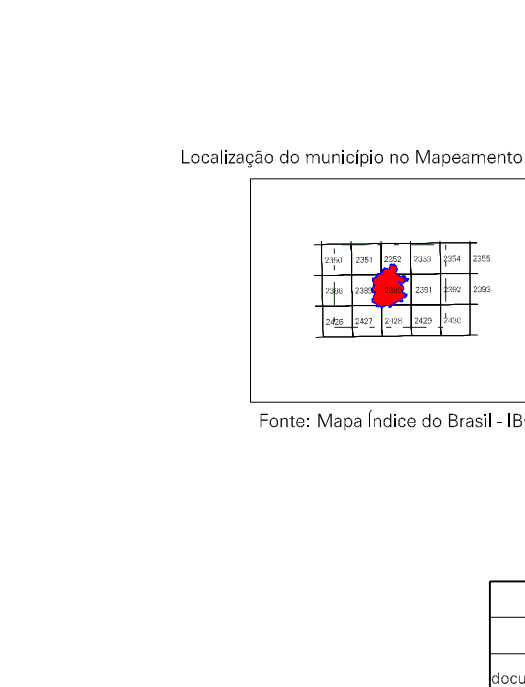 Localização do município no Mapeamento
2350 2351 2352 2353 2354 2355
2388 2389 2390 2391 2392 2393
2426 2427 2428 2429 2430
Fonte: Mapa Índice do Brasil - IB
docu